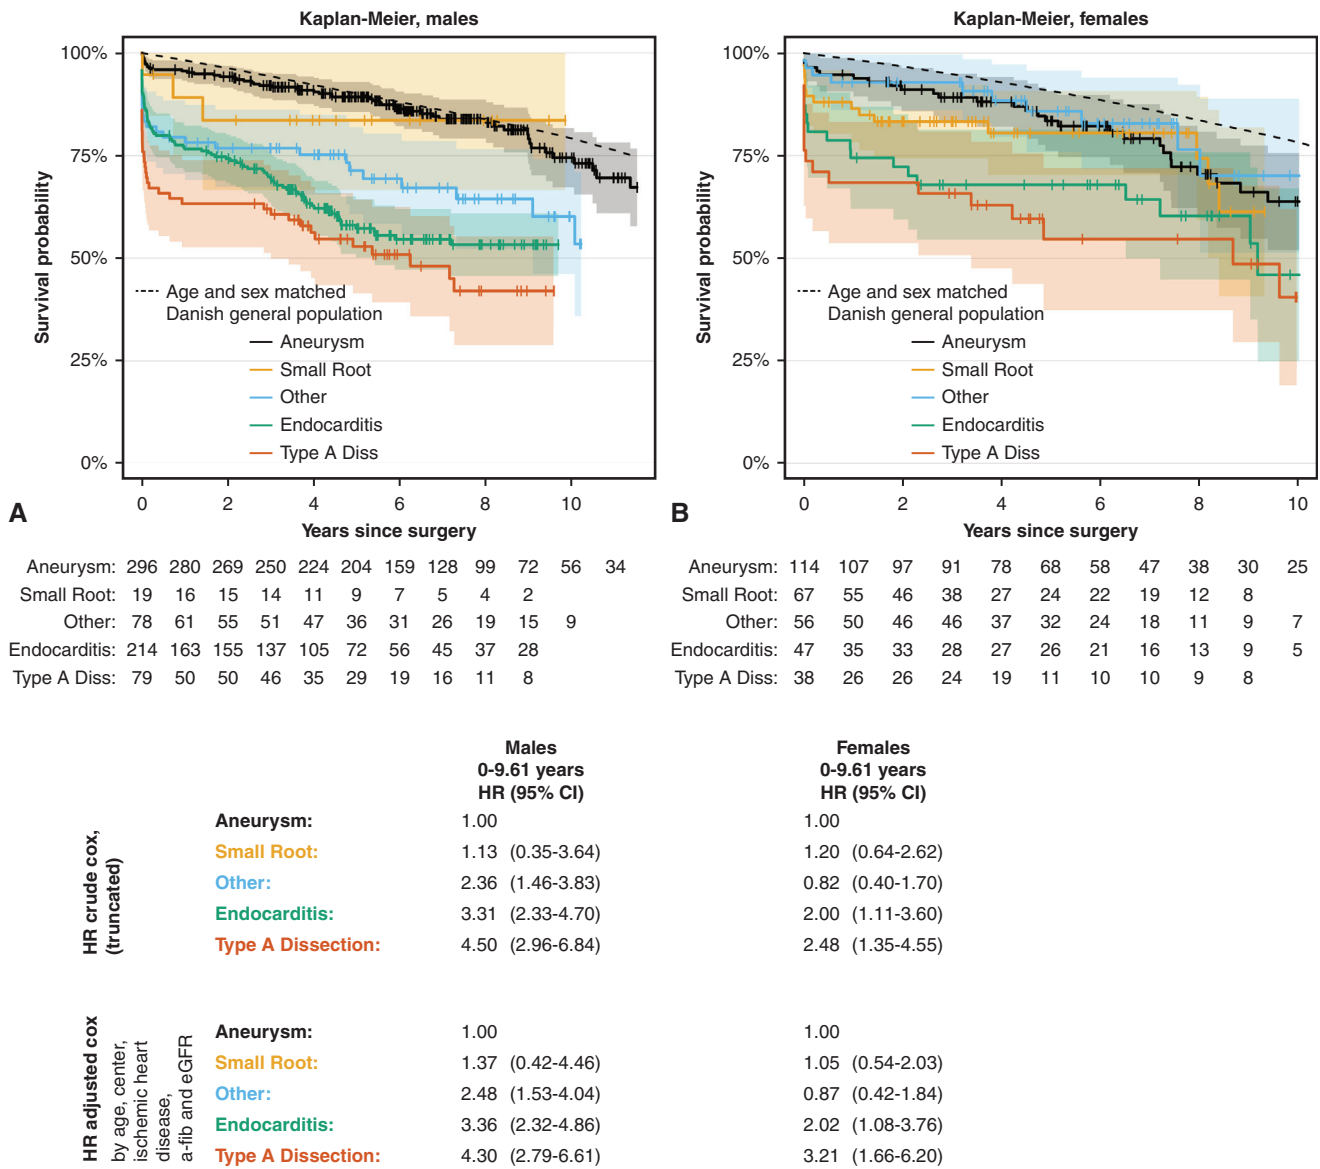 Kaplan-Meier, males
100%
75%
50%
25%
0%
Survival probability
Age and sex matched
Danish general population
Aneurysm
Small Root
Other
Endocarditis
Type A Diss
0 2 4 6 8 10
A
Years since surgery
Aneurysm: 296 280 269 250 224 204 159 128 99 72 56 34
Small Root: 19 16 15 14 11 9 7 5 4 2
Other: 78 61 55 51 47 36 31 26 19 15 9
Endocarditis: 214 163 155 137 105 72 56 45 37 28
Type A Diss: 79 50 50 46 35 29 19 16 11 8
Kaplan-Meier, females
100%
75%
50%
25%
0%
Survival probability
Age and sex matched
Danish general population
Aneurysm
Small Root
Other
Endocarditis
Type A Diss
0 2 4 6 8 10
B
Years since surgery
Aneurysm: 114 107 97 91 78 68 58 47 38 30 25
Small Root: 67 55 46 38 27 24 22 19 12 8
Other: 56 50 46 46 37 32 24 18 11 9 7
Endocarditis: 47 35 33 28 27 26 21 16 13 9 5
Type A Diss: 38 26 26 24 19 11 10 10 9 8
Males Females
0-9.61 years 0-9.61 years
HR (95% CI) HR (95% CI)
HR crude cox,
(truncated)
Aneurysm: 1.00 1.00
Small Root: 1.13 (0.35-3.64) 1.20 (0.64-2.62)
Other: 2.36 (1.46-3.83) 0.82 (0.40-1.70)
Endocarditis: 3.31 (2.33-4.70) 2.00 (1.11-3.60)
Type A Dissection: 4.50 (2.96-6.84) 2.48 (1.35-4.55)
HR adjusted cox
by age, center,
ischemic heart
disease,
a-fib and eGFR
Aneurysm: 1.00 1.00
Small Root: 1.37 (0.42-4.46) 1.05 (0.54-2.03)
Other: 2.48 (1.53-4.04) 0.87 (0.42-1.84)
Endocarditis: 3.36 (2.32-4.86) 2.02 (1.08-3.76)
Type A Dissection: 4.30 (2.79-6.61) 3.21 (1.66-6.20)